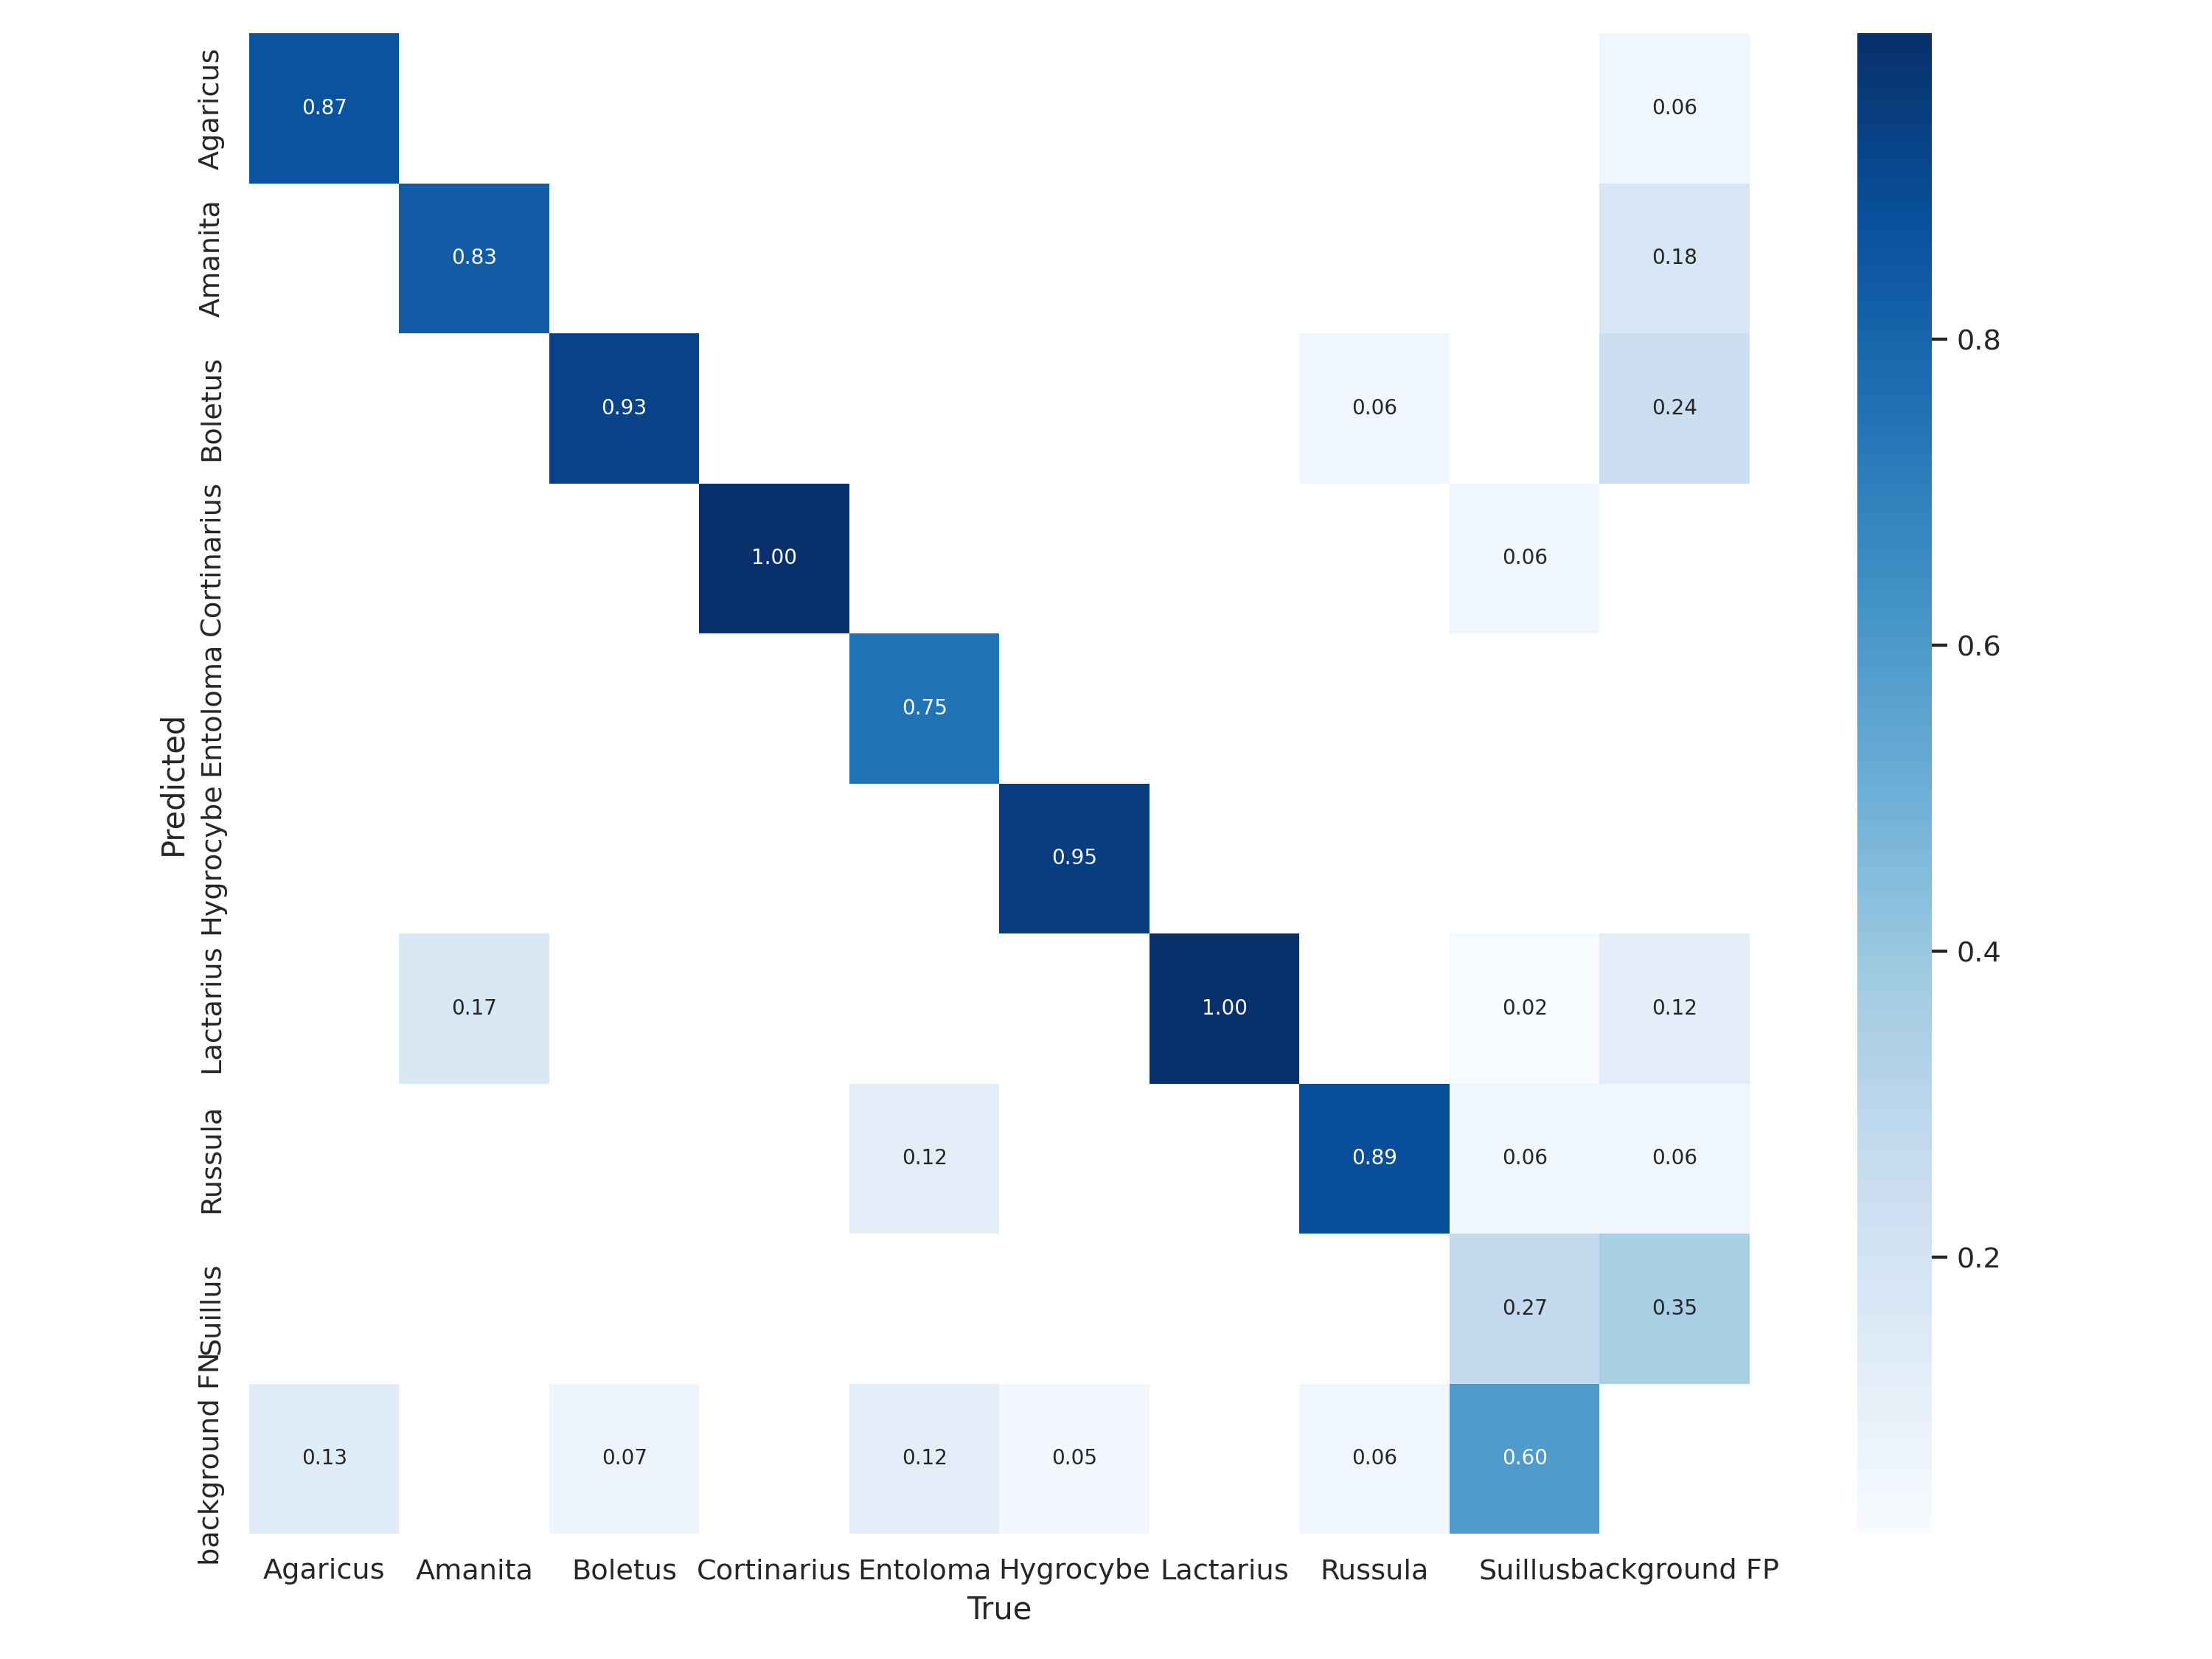 Agaricus
0.87
0.06
Amanita
0.83
0.18
Boletus
0.93
0.06
0.24
0.8
Cortinarius
1.00
0.06
Entoloma
0.75
0.6
Predicted
Hygrocybe
0.95
0.4
Lactarius
0.17
1.00
0.02
0.12
Russula
0.12
0.89
0.06
0.06
0.2
Suillus
0.27
0.35
background FN
0.13
0.07
0.12
0.05
0.06
0.60
Agaricus Amanita Boletus Cortinarius Entoloma Hygrocybe Lactarius Russula Suillus background FP
True